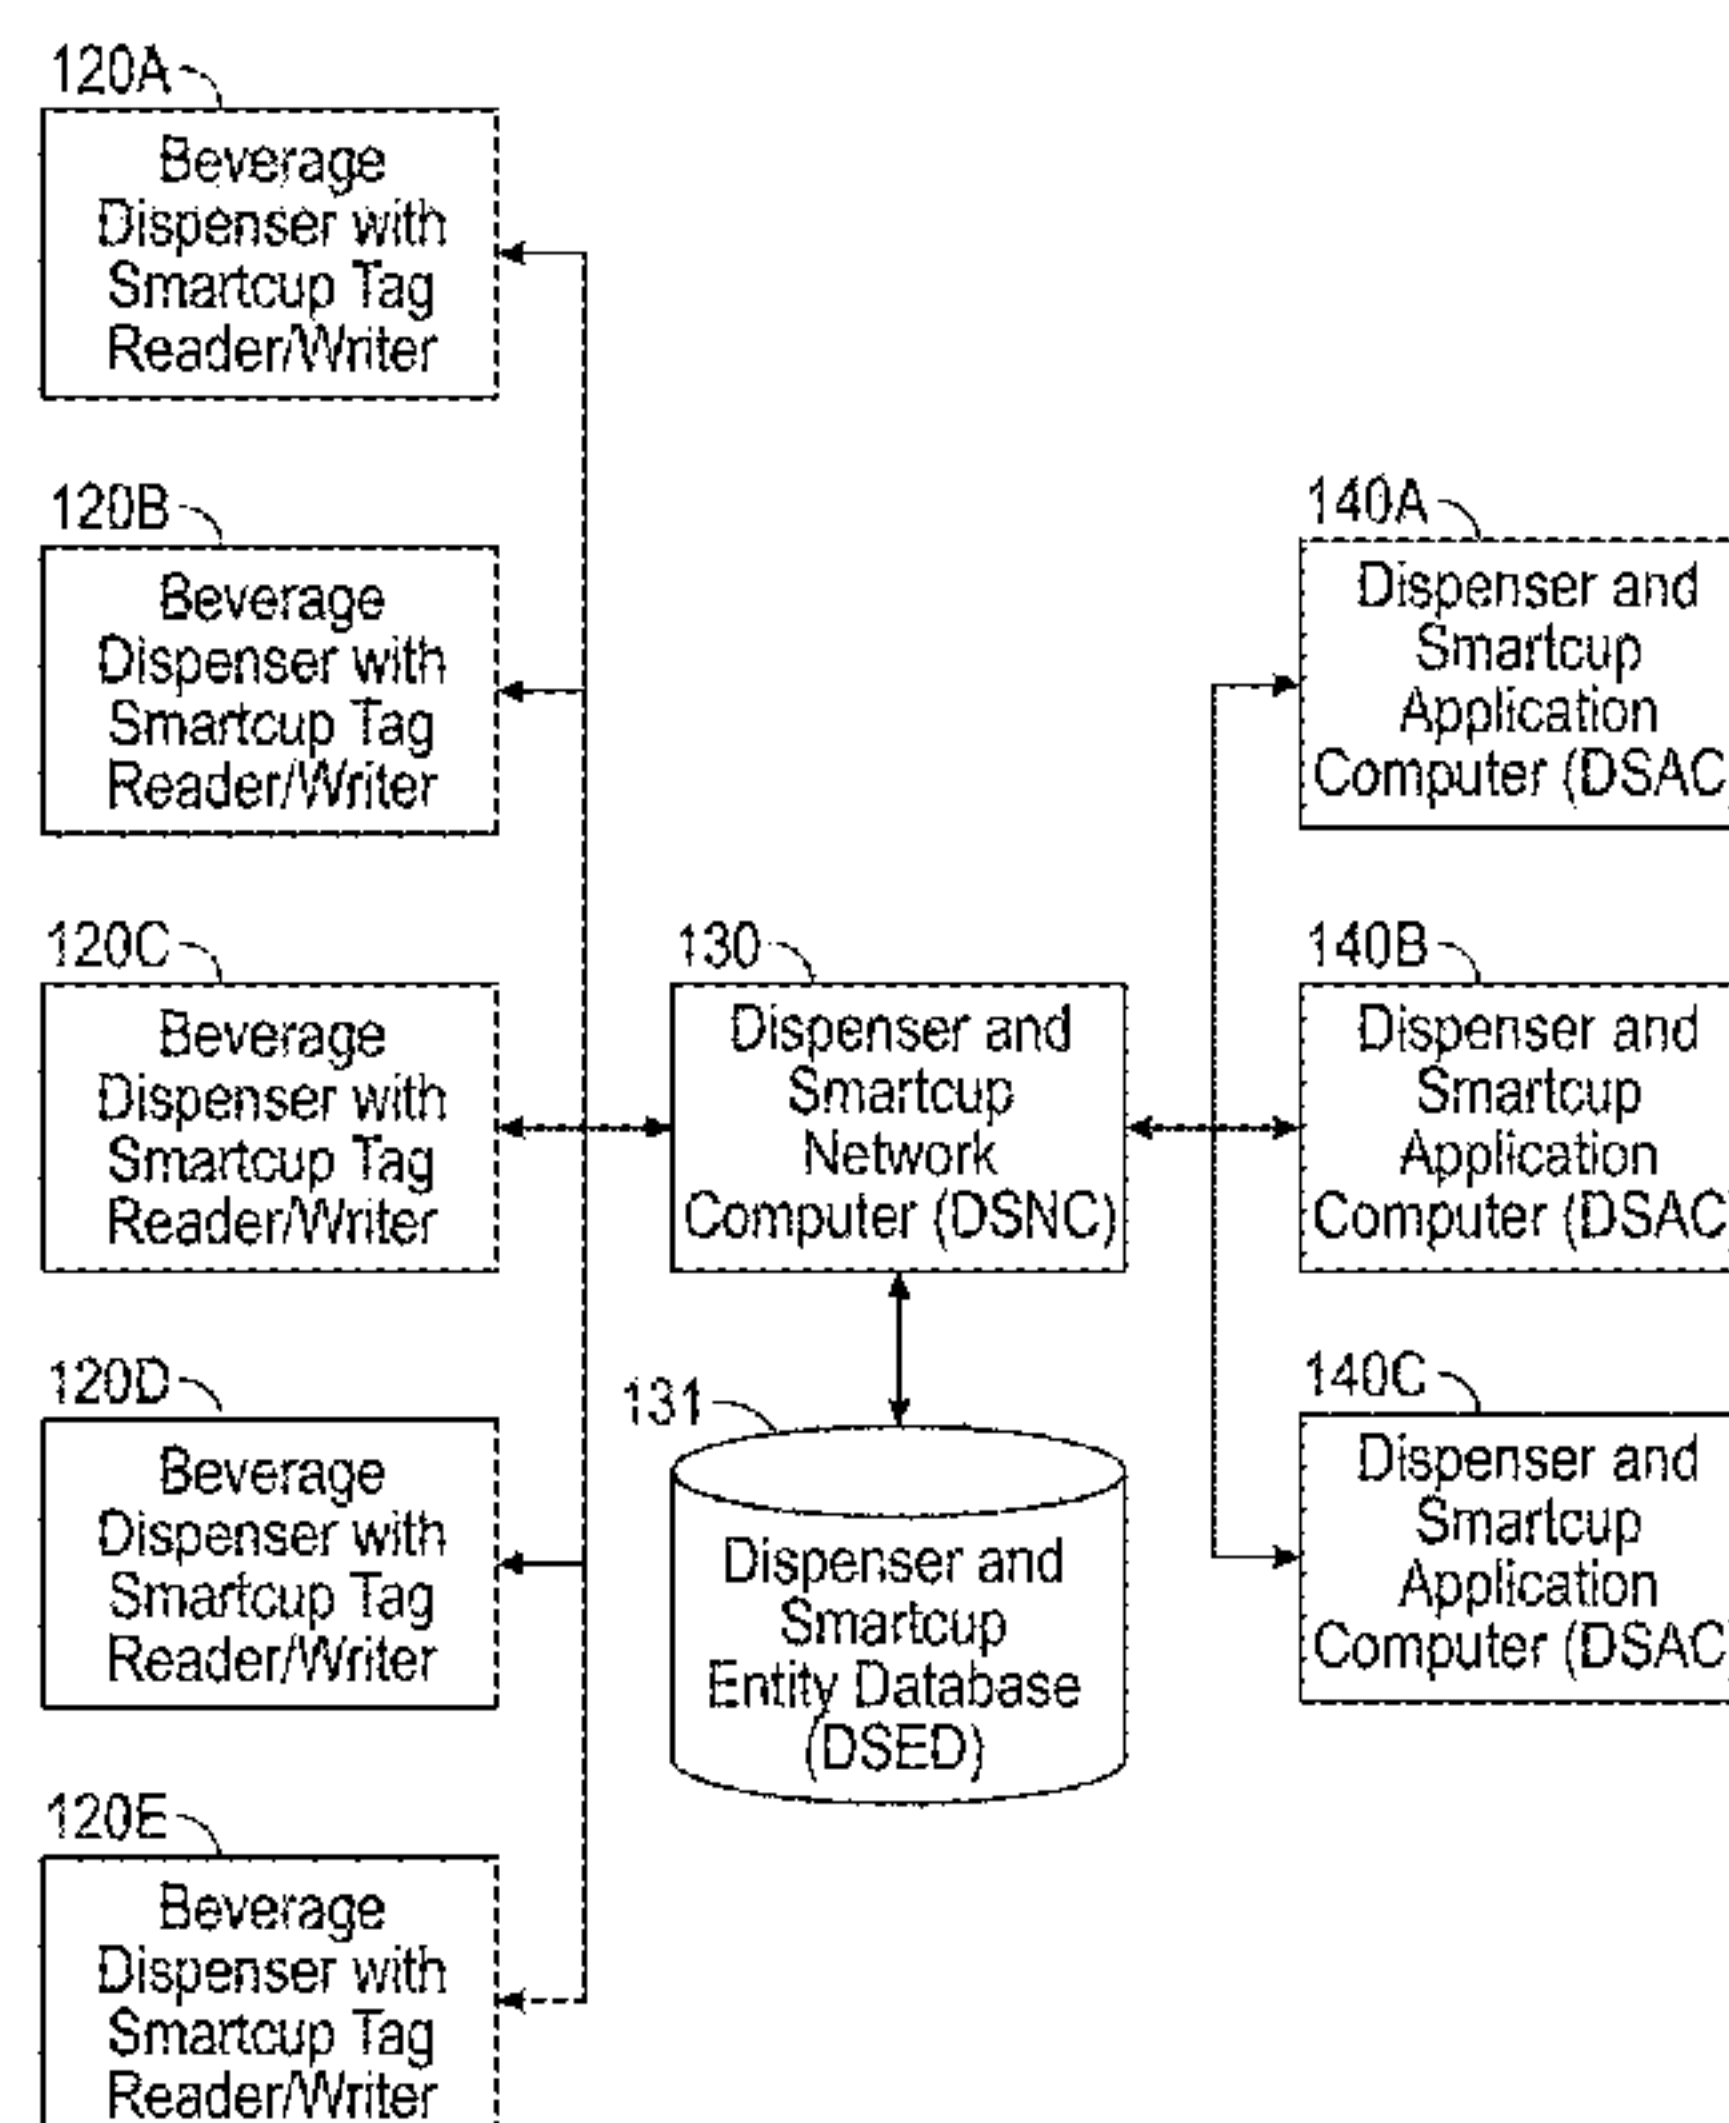 120A
Beverage
Dispenser with
Smartcup Tag
Reader/Writer
120B
Beverage
Dispenser with
Smartcup Tag
Reader/Writer
120C
Beverage
Dispenser with
Smartcup Tag
Reader/Writer
120D
Beverage
Dispenser with
Smartcup Tag
Reader/Writer
120E
Beverage
Dispenser with
Smartcup Tag
Reader/Writer
130
Dispenser and
Smartcup
Network
Computer (DSNC)
131
Dispenser and
Smartcup
Entity Database
(DSED)
140A
Dispenser and
Smartcup
Application
Computer (DSAC)
140B
Dispenser and
Smartcup
Application
Computer (DSAC)
140C
Dispenser and
Smartcup
Application
Computer (DSAC)